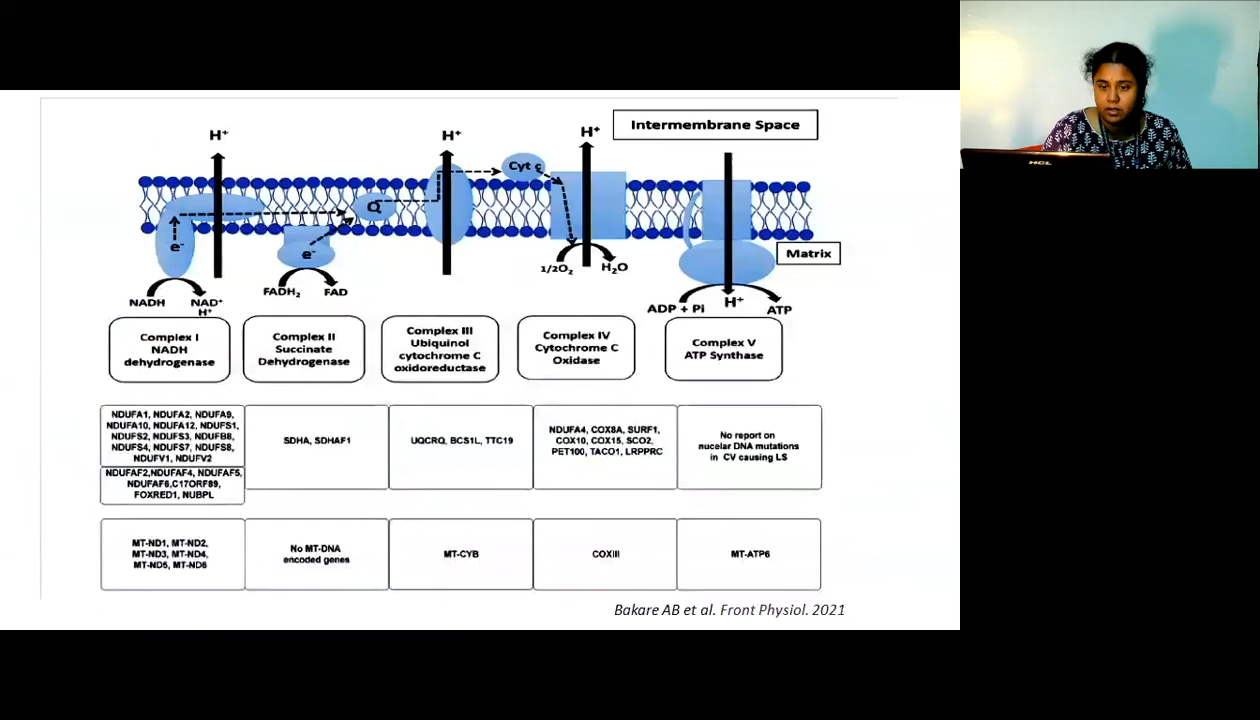 Intermembrane Space
H⁺
H⁺
H⁺
Cyt c
Q
e⁻
e⁻
Matrix
1/2O₂
H₂O
NADH
NAD⁺
H⁺
FADH₂
FAD
ADP + Pi
H⁺
ATP
Complex I
NADH
dehydrogenase
Complex II
Succinate
Dehydrogenase
Complex III
Ubiquinol
cytochrome C
oxidoreductase
Complex IV
Cytochrome C
Oxidase
Complex V
ATP Synthase
NDUFA1, NDUFA2, NDUFA9,
NDUFA10, NDUFA12, NDUFS1,
NDUFS2, NDUFS3, NDUFB8,
NDUFS4, NDUFS7, NDUFS8,
NDUFV1, NDUFV2
NDUFAF2,NDUFAF4, NDUFAF5,
NDUFAF6,C17ORF89,
FOXRED1, NUBPL
SDHA, SDHAF1
UQCRQ, BCS1L, TTC19
NDUFA4, COX8A, SURF1,
COX10, COX15, SCO2,
PET100, TACO1, LRPPRC
No report on
nucelar DNA mutations
in CV causing LS
MT-ND1, MT-ND2,
MT-ND3, MT-ND4,
MT-ND5, MT-ND6
No MT-DNA
encoded genes
MT-CYB
COXIII
MT-ATP6
Bakare AB et al. Front Physiol. 2021
HCL